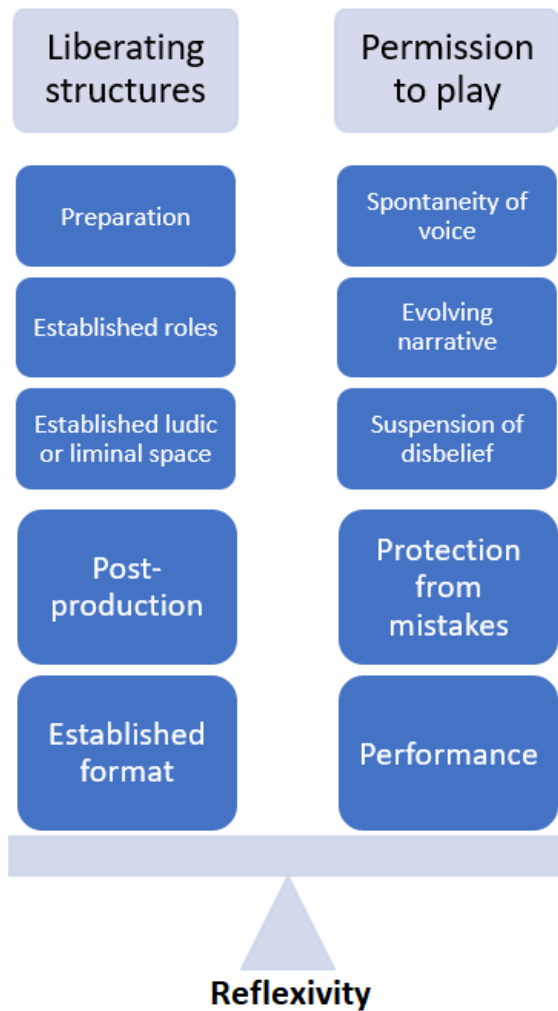 Liberating
structures
Permission
to play
Preparation
Spontaneity of
voice
Established roles
Evolving
narrative
Established ludic
or liminal space
Suspension of
disbelief
Post-
production
Protection
from
mistakes
Established
format
Performance
Reflexivity